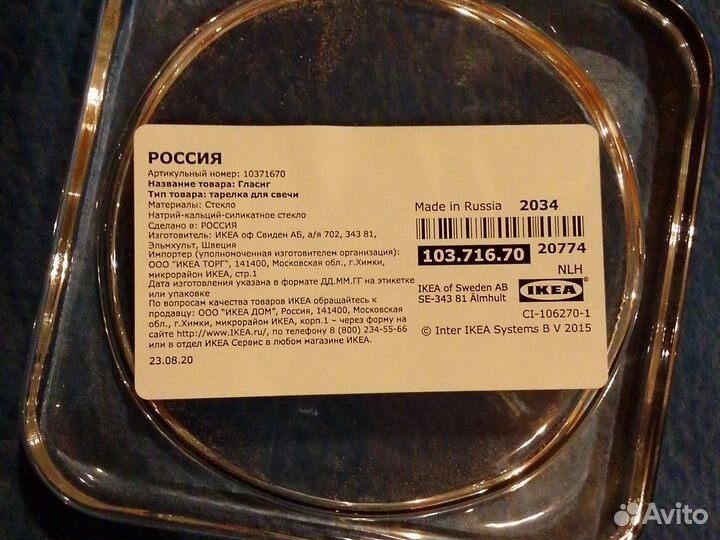 РОССИЯ
Артикульный номер: 10371670
Название товара: Гласиг
Тип товара: тарелка для свечи
Материалы: Стекло
Натрий-кальций-силикатное стекло
Сделано в: РОССИЯ
Изготовитель: ИКЕА оф Свиден АБ, а/я 702, 343 81,
Эльмхульт, Швеция
Импортер (уполномоченная изготовителем организация):
ООО "ИКЕА ТОРГ", 141400, Московская обл., г.Химки,
микрорайон ИКЕА, стр.1
Дата изготовления указана в формате ДД.ММ.ГГ на этикетке
или упаковке
По вопросам качества товаров ИКЕА обращайтесь к
продавцу: ООО "ИКЕА ДОМ", Россия, 141400, Московская
обл., г.Химки, микрорайон ИКЕА, корп.1 – через форму на
сайте http://www.IKEA.ru/, по телефону 8 (800) 234-55-66
или в отдел ИКЕА Сервис в любом магазине ИКЕА.
23.08.20
Made in Russia 2034
103.716.70 20774
NLH
IKEA of Sweden AB
SE-343 81 Älmhult
IKEA®
CI-106270-1
© Inter IKEA Systems B V 2015
Avito